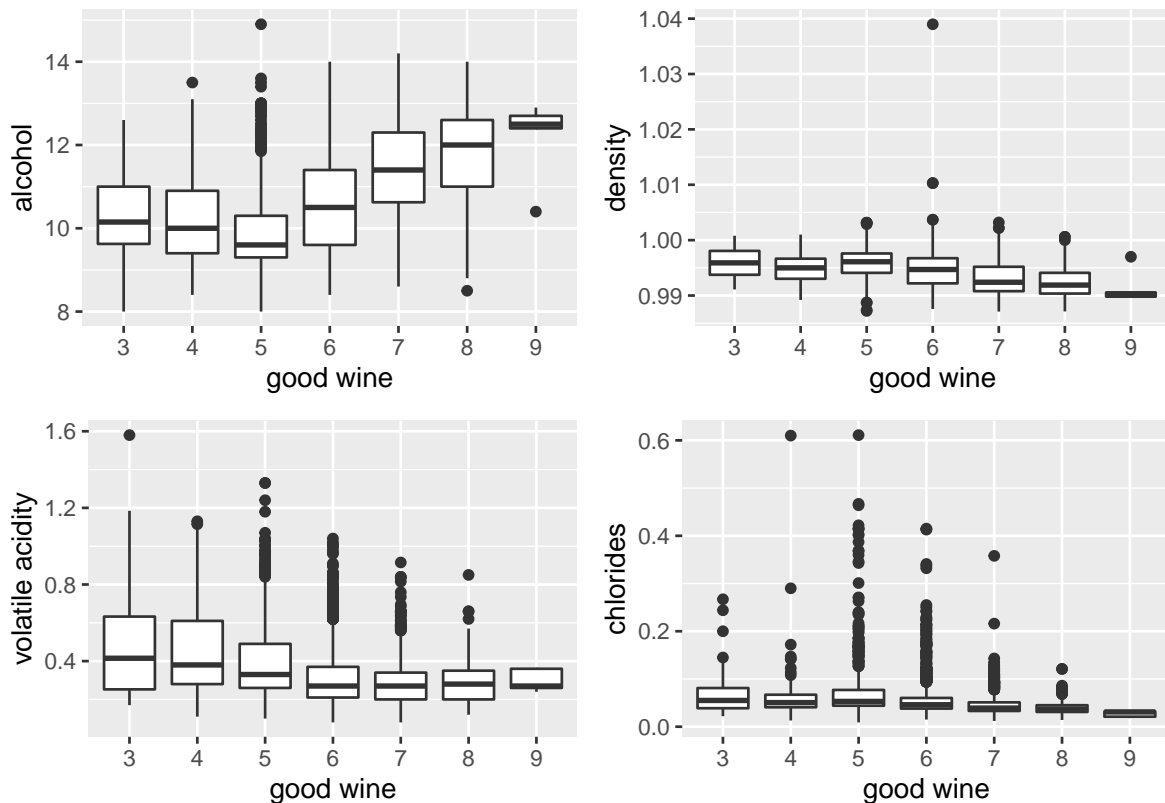 alcohol
14
12
10
8
3 4 5 6 7 8 9
good wine
density
1.04
1.03
1.02
1.01
1.00
0.99
3 4 5 6 7 8 9
good wine
volatile acidity
1.6
1.2
0.8
0.4
3 4 5 6 7 8 9
good wine
chlorides
0.6
0.4
0.2
0.0
3 4 5 6 7 8 9
good wine